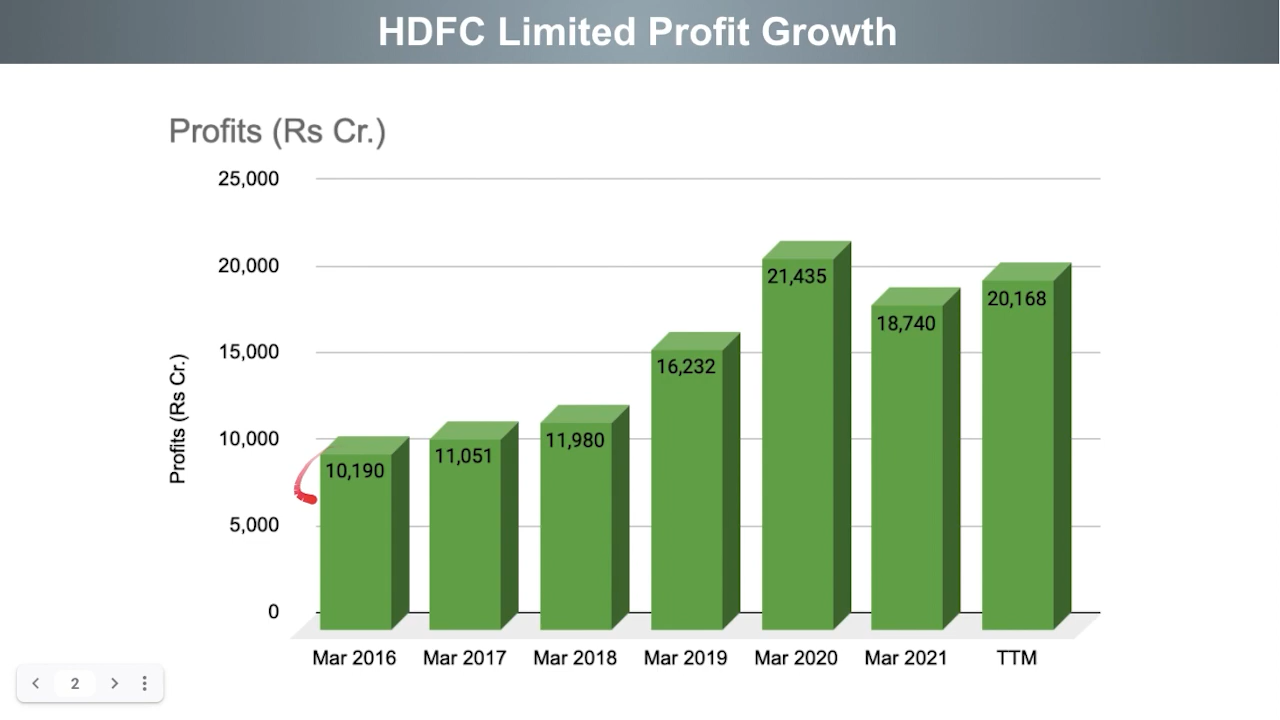 HDFC Limited Profit Growth
Profits (Rs Cr.)
25,000
20,000
15,000
10,000
5,000
0
Profits (Rs Cr.)
10,190
11,051
11,980
16,232
21,435
18,740
20,168
Mar 2016
Mar 2017
Mar 2018
Mar 2019
Mar 2020
Mar 2021
TTM
2